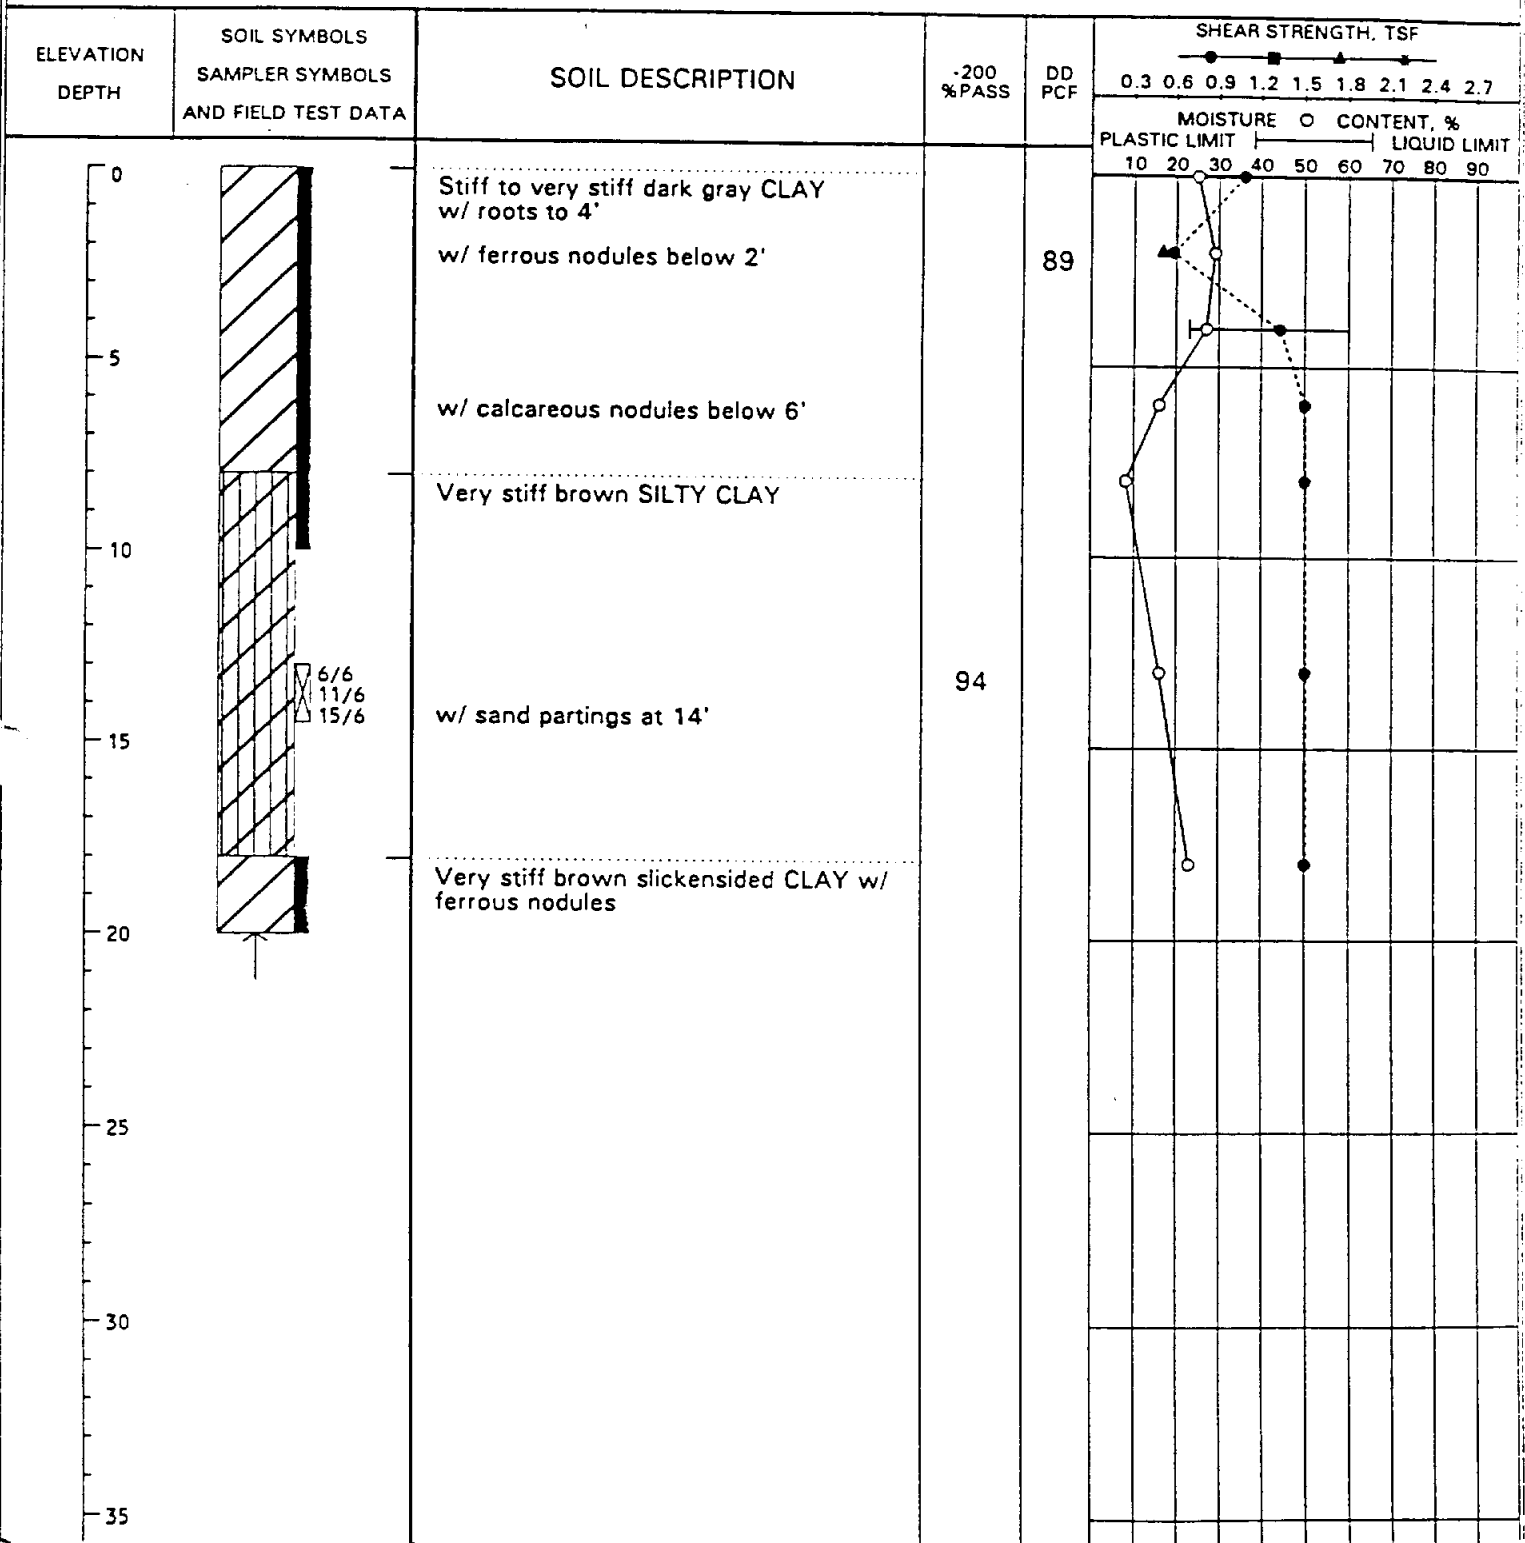 ELEVATION
DEPTH
SOIL SYMBOLS
SAMPLER SYMBOLS
AND FIELD TEST DATA
SOIL DESCRIPTION
-200
%PASS
DD
PCF
SHEAR STRENGTH, TSF
0.3 0.6 0.9 1.2 1.5 1.8 2.1 2.4 2.7
MOISTURE O CONTENT, %
PLASTIC LIMIT LIQUID LIMIT
10 20 30 40 50 60 70 80 90
0
Stiff to very stiff dark gray CLAY
w/ roots to 4'
w/ ferrous nodules below 2'
89
5
w/ calcareous nodules below 6'
Very stiff brown SILTY CLAY
10
6/6
11/6
15/6
94
w/ sand partings at 14'
15
Very stiff brown slickensided CLAY w/
ferrous nodules
20
25
30
35